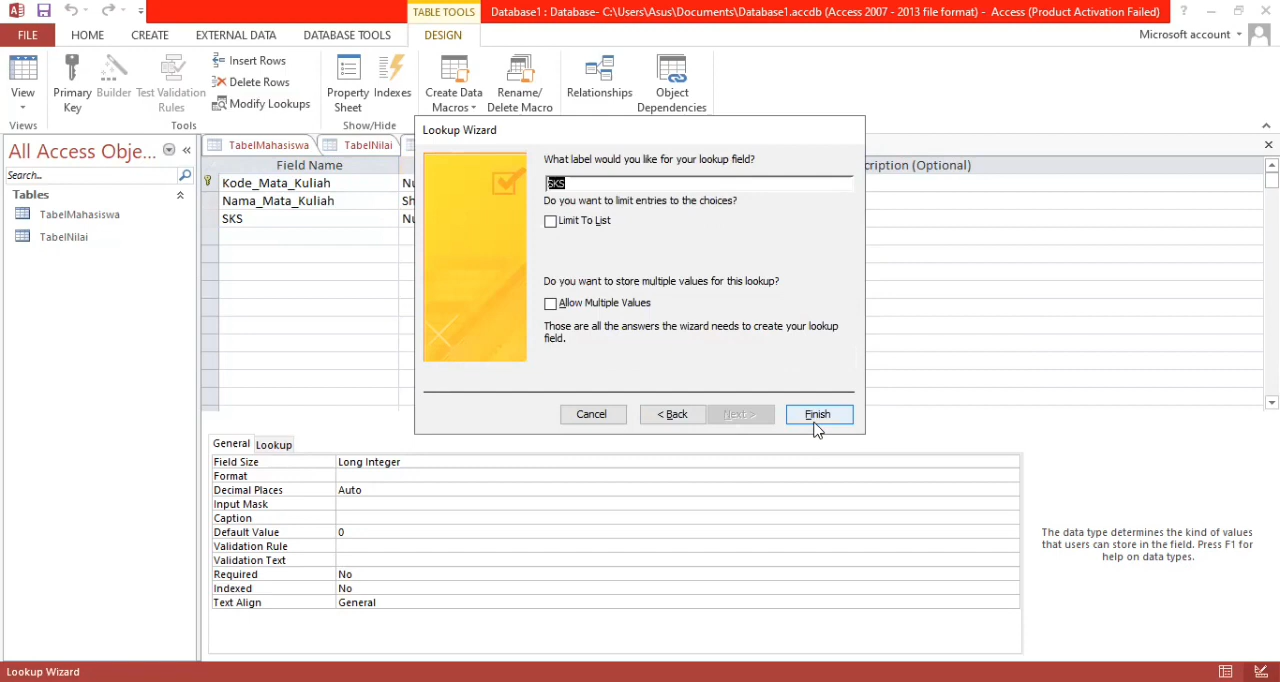 TABLE TOOLS
Database1 : Database- C:\Users\Asus\Documents\Database1.accdb (Access 2007 - 2013 file format) - Access (Product Activation Failed)
?
FILE
HOME
CREATE
EXTERNAL DATA
DATABASE TOOLS
DESIGN
Microsoft account
View
Primary
Key
Builder
Test Validation
Rules
Insert Rows
Delete Rows
Modify Lookups
Property
Sheet
Indexes
Create Data
Macros
Rename/
Delete Macro
Relationships
Object
Dependencies
Views
Tools
Show/Hide
All Access Obje...
Search...
Tables
TabelMahasiswa
TabelNilai
TabelMahasiswa
TabelNilai
Field Name
cription (Optional)
Kode_Mata_Kuliah
Nu
Nama_Mata_Kuliah
Sh
SKS
Nu
Lookup Wizard
What label would you like for your lookup field?
SKS
Do you want to limit entries to the choices?
Limit To List
Do you want to store multiple values for this lookup?
Allow Multiple Values
Those are all the answers the wizard needs to create your lookup
field.
Cancel
< Back
Next >
Finish
General
Lookup
Field Size
Long Integer
Format
Decimal Places
Auto
Input Mask
Caption
Default Value
0
Validation Rule
Validation Text
Required
No
Indexed
No
Text Align
General
The data type determines the kind of values
that users can store in the field. Press F1 for
help on data types.
Lookup Wizard